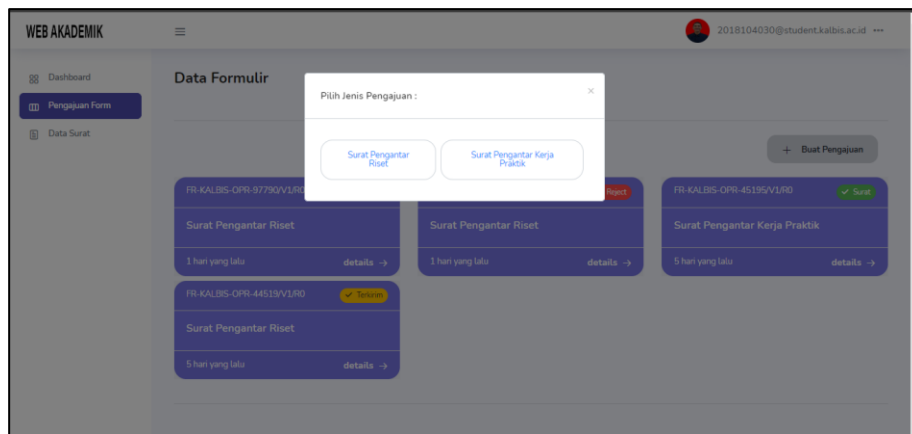 WEB AKADEMIK
2018104030@student.kalbis.ac.id
Dashboard
Pengajuan Form
Data Surat
Data Formulir
Pilih Jenis Pengajuan :
×
Surat Pengantar
Riset
Surat Pengantar Kerja
Praktik
+ Buat Pengajuan
FR-KALBIS-OPR-97790/V1/R0
Surat Pengantar Riset
1 hari yang lalu
details →
Reject
Surat Pengantar Riset
1 hari yang lalu
details →
FR-KALBIS-OPR-45195/V1/R0
Surat
Surat Pengantar Kerja Praktik
5 hari yang lalu
details →
FR-KALBIS-OPR-44519/V1/R0
Terkirim
Surat Pengantar Riset
5 hari yang lalu
details →